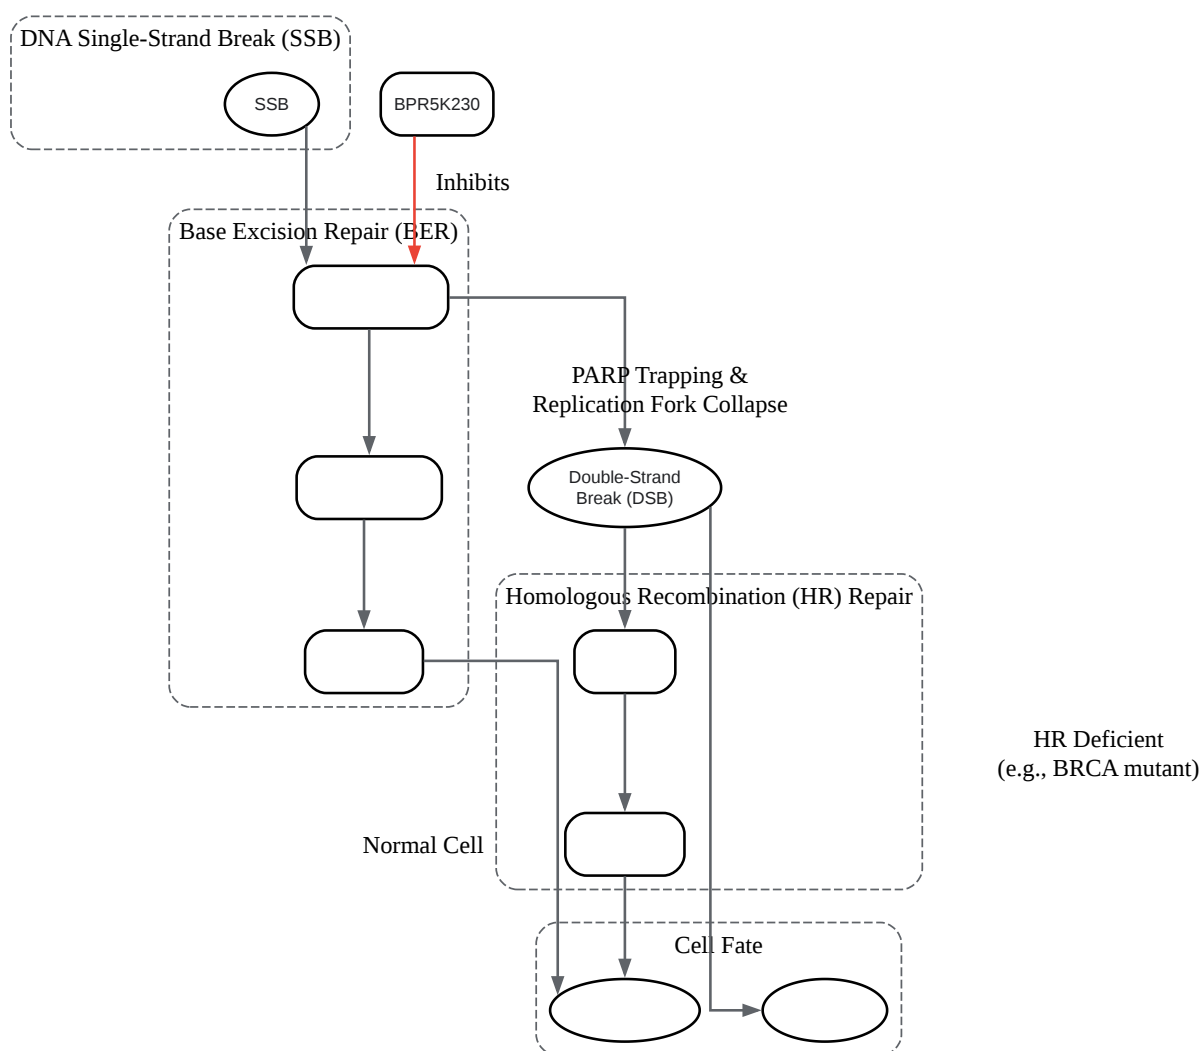 DNA Single-Strand Break (SSB)
SSB
BPR5K230
Inhibits
Base Excision Repair (BER)
PARP Trapping &
Replication Fork Collapse
Double-Strand
Break (DSB)
Homologous Recombination (HR) Repair
HR Deficient
(e.g., BRCA mutant)
Normal Cell
Cell Fate